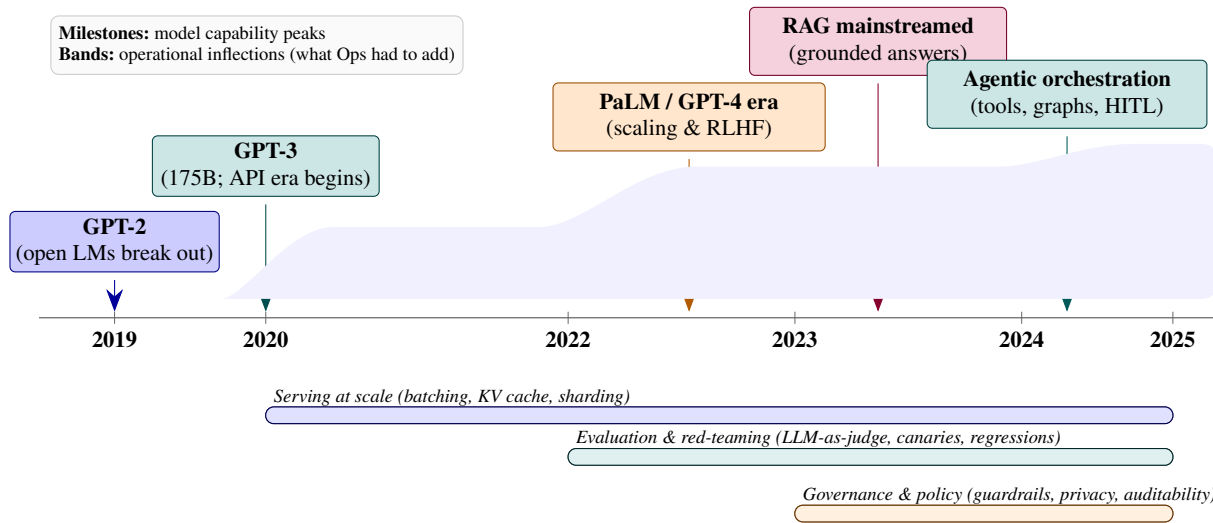 Milestones: model capability peaks
Bands: operational inflections (what Ops had to add)
RAG mainstreamed
(grounded answers)
Agentic orchestration
(tools, graphs, HITL)
PaLM / GPT-4 era
(scaling & RLHF)
GPT-3
(175B; API era begins)
GPT-2
(open LMs break out)
2019
2020
2022
2023
2024
2025
Serving at scale (batching, KV cache, sharding)
Evaluation & red-teaming (LLM-as-judge, canaries, regressions)
Governance & policy (guardrails, privacy, auditability)